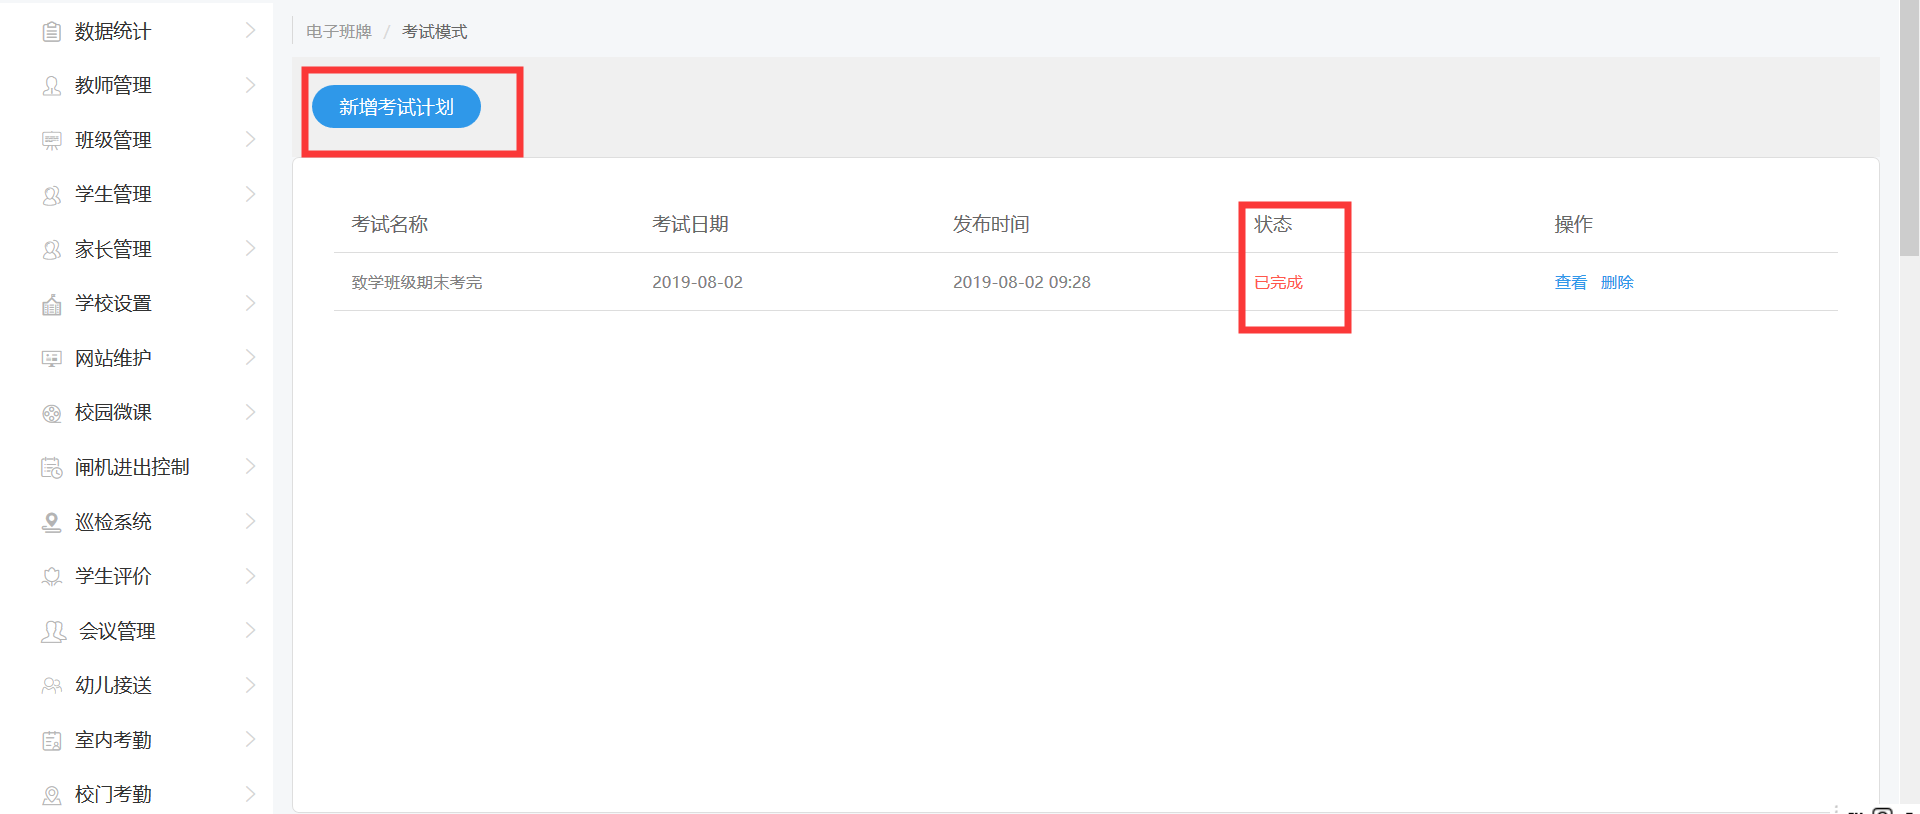 数据统计
教师管理
班级管理
学生管理
家长管理
学校设置
网站维护
校园微课
闸机进出控制
巡检系统
学生评价
会议管理
幼儿接送
室内考勤
校门考勤
电子班牌 / 考试模式
新增考试计划
考试名称 考试日期 发布时间 状态 操作
致学班级期末考完 2019-08-02 2019-08-02 09:28 已完成 查看 删除